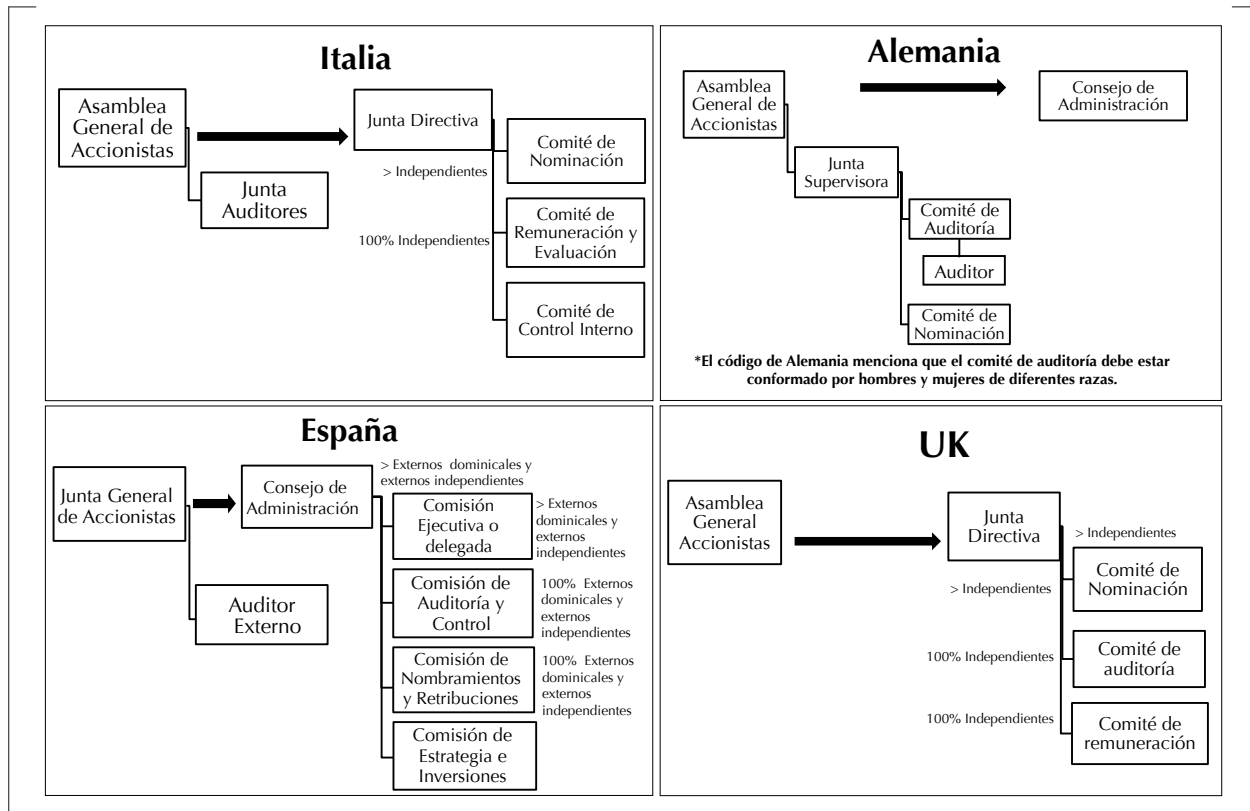 Italia
Asamblea
General de
Accionistas
Junta
Auditores
Junta Directiva
> Independientes
100% Independientes
Comité de
Nominación
Comité de
Remuneración y
Evaluación
Comité de
Control Interno
Alemania
Asamblea
General de
Accionistas
Consejo de
Administración
Junta
Supervisora
Comité de
Auditoría
Auditor
Comité de
Nominación
*El código de Alemania menciona que el comité de auditoría debe estar
conformado por hombres y mujeres de diferentes razas.
España
Junta General
de Accionistas
Auditor
Externo
Consejo de
Administración
> Externos dominicales y
externos independientes
Comisión
Ejecutiva o
delegada
> Externos
dominicales y
externos
independientes
Comisión de
Auditoría y
Control
100% Externos
dominicales y
externos
independientes
Comisión de
Nombramientos
y Retribuciones
100% Externos
dominicales y
externos
independientes
Comisión de
Estrategia e
Inversiones
UK
Asamblea
General
Accionistas
Junta
Directiva
> Independientes
> Independientes
Comité de
Nominación
100% Independientes
Comité de
auditoría
100% Independientes
Comité de
remuneración